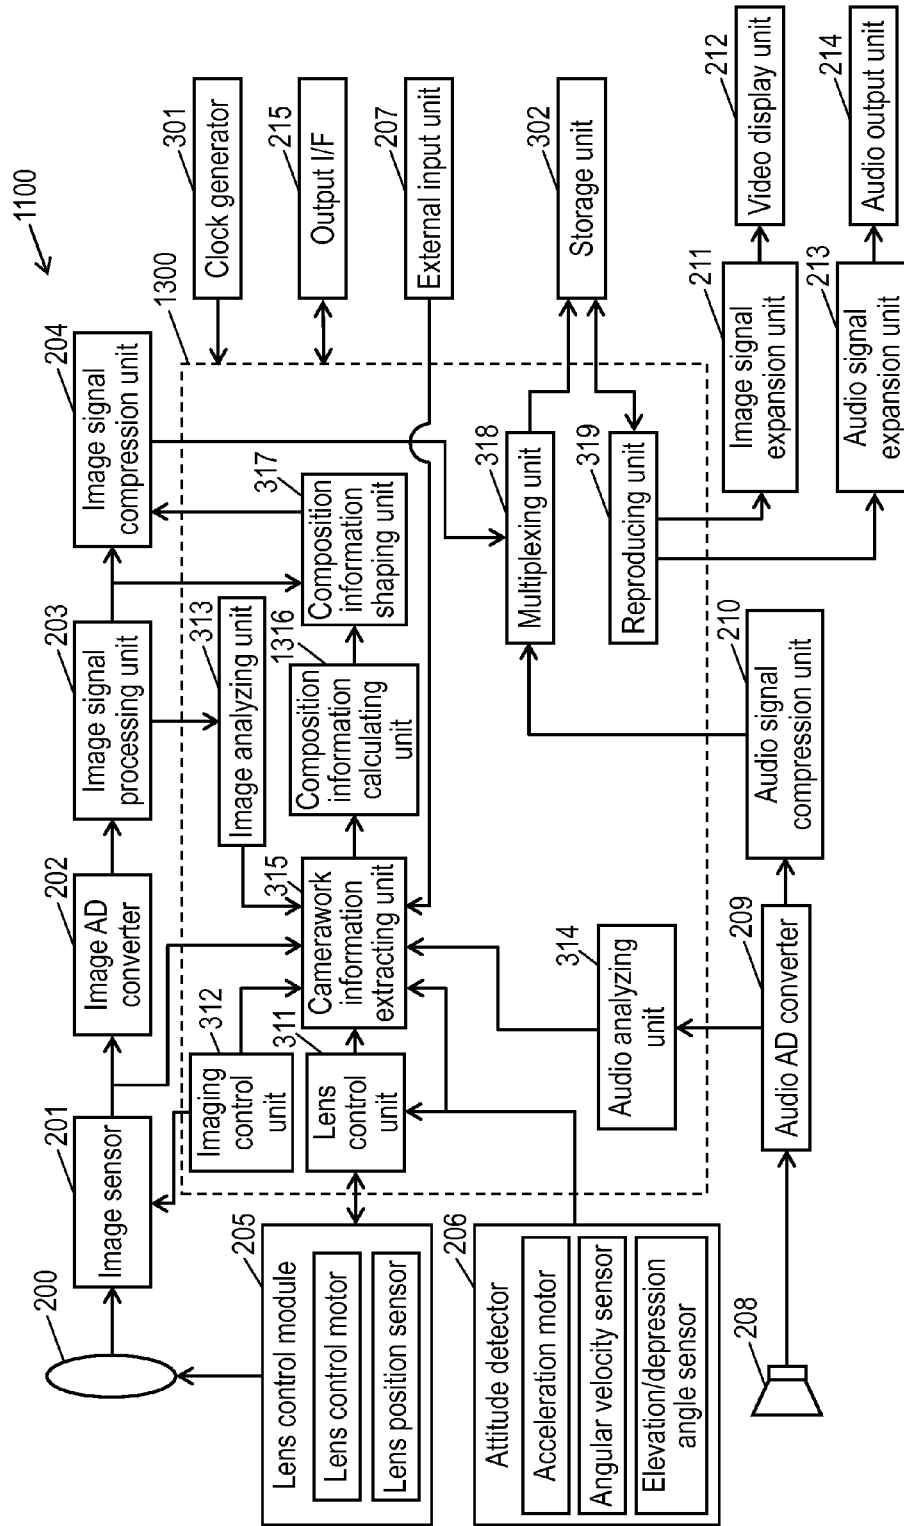 1100
200
201
Image sensor
202
Image AD
converter
203
Image signal
processing unit
204
Image signal
compression unit
1300
301
Clock generator
215
Output I/F
207
External input unit
205
Lens control module
Lens control motor
Lens position sensor
312
Imaging
control
unit
311
Lens
control
unit
313
Image analyzing unit
315
Camerawork
information
extracting unit
1316
Composition
information
calculating
unit
317
Composition
information
shaping unit
206
Attitude detector
Acceleration motor
Angular velocity sensor
Elevation/depression
angle sensor
314
Audio analyzing
unit
318
Multiplexing unit
319
Reproducing unit
302
Storage unit
208
209
Audio AD converter
210
Audio signal
compression unit
211
Image signal
expansion unit
212
Video display unit
213
Audio signal
expansion unit
214
Audio output unit